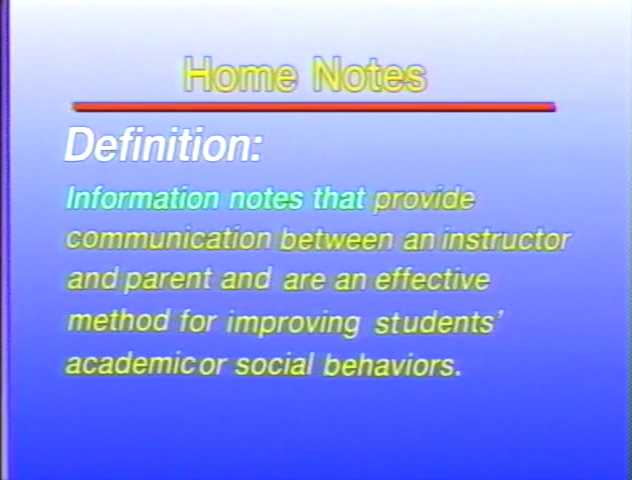 Home Notes
Definition:
Information notes that provide
communication between an instructor
and parent and are an effective
method for improving students'
academic or social behaviors.